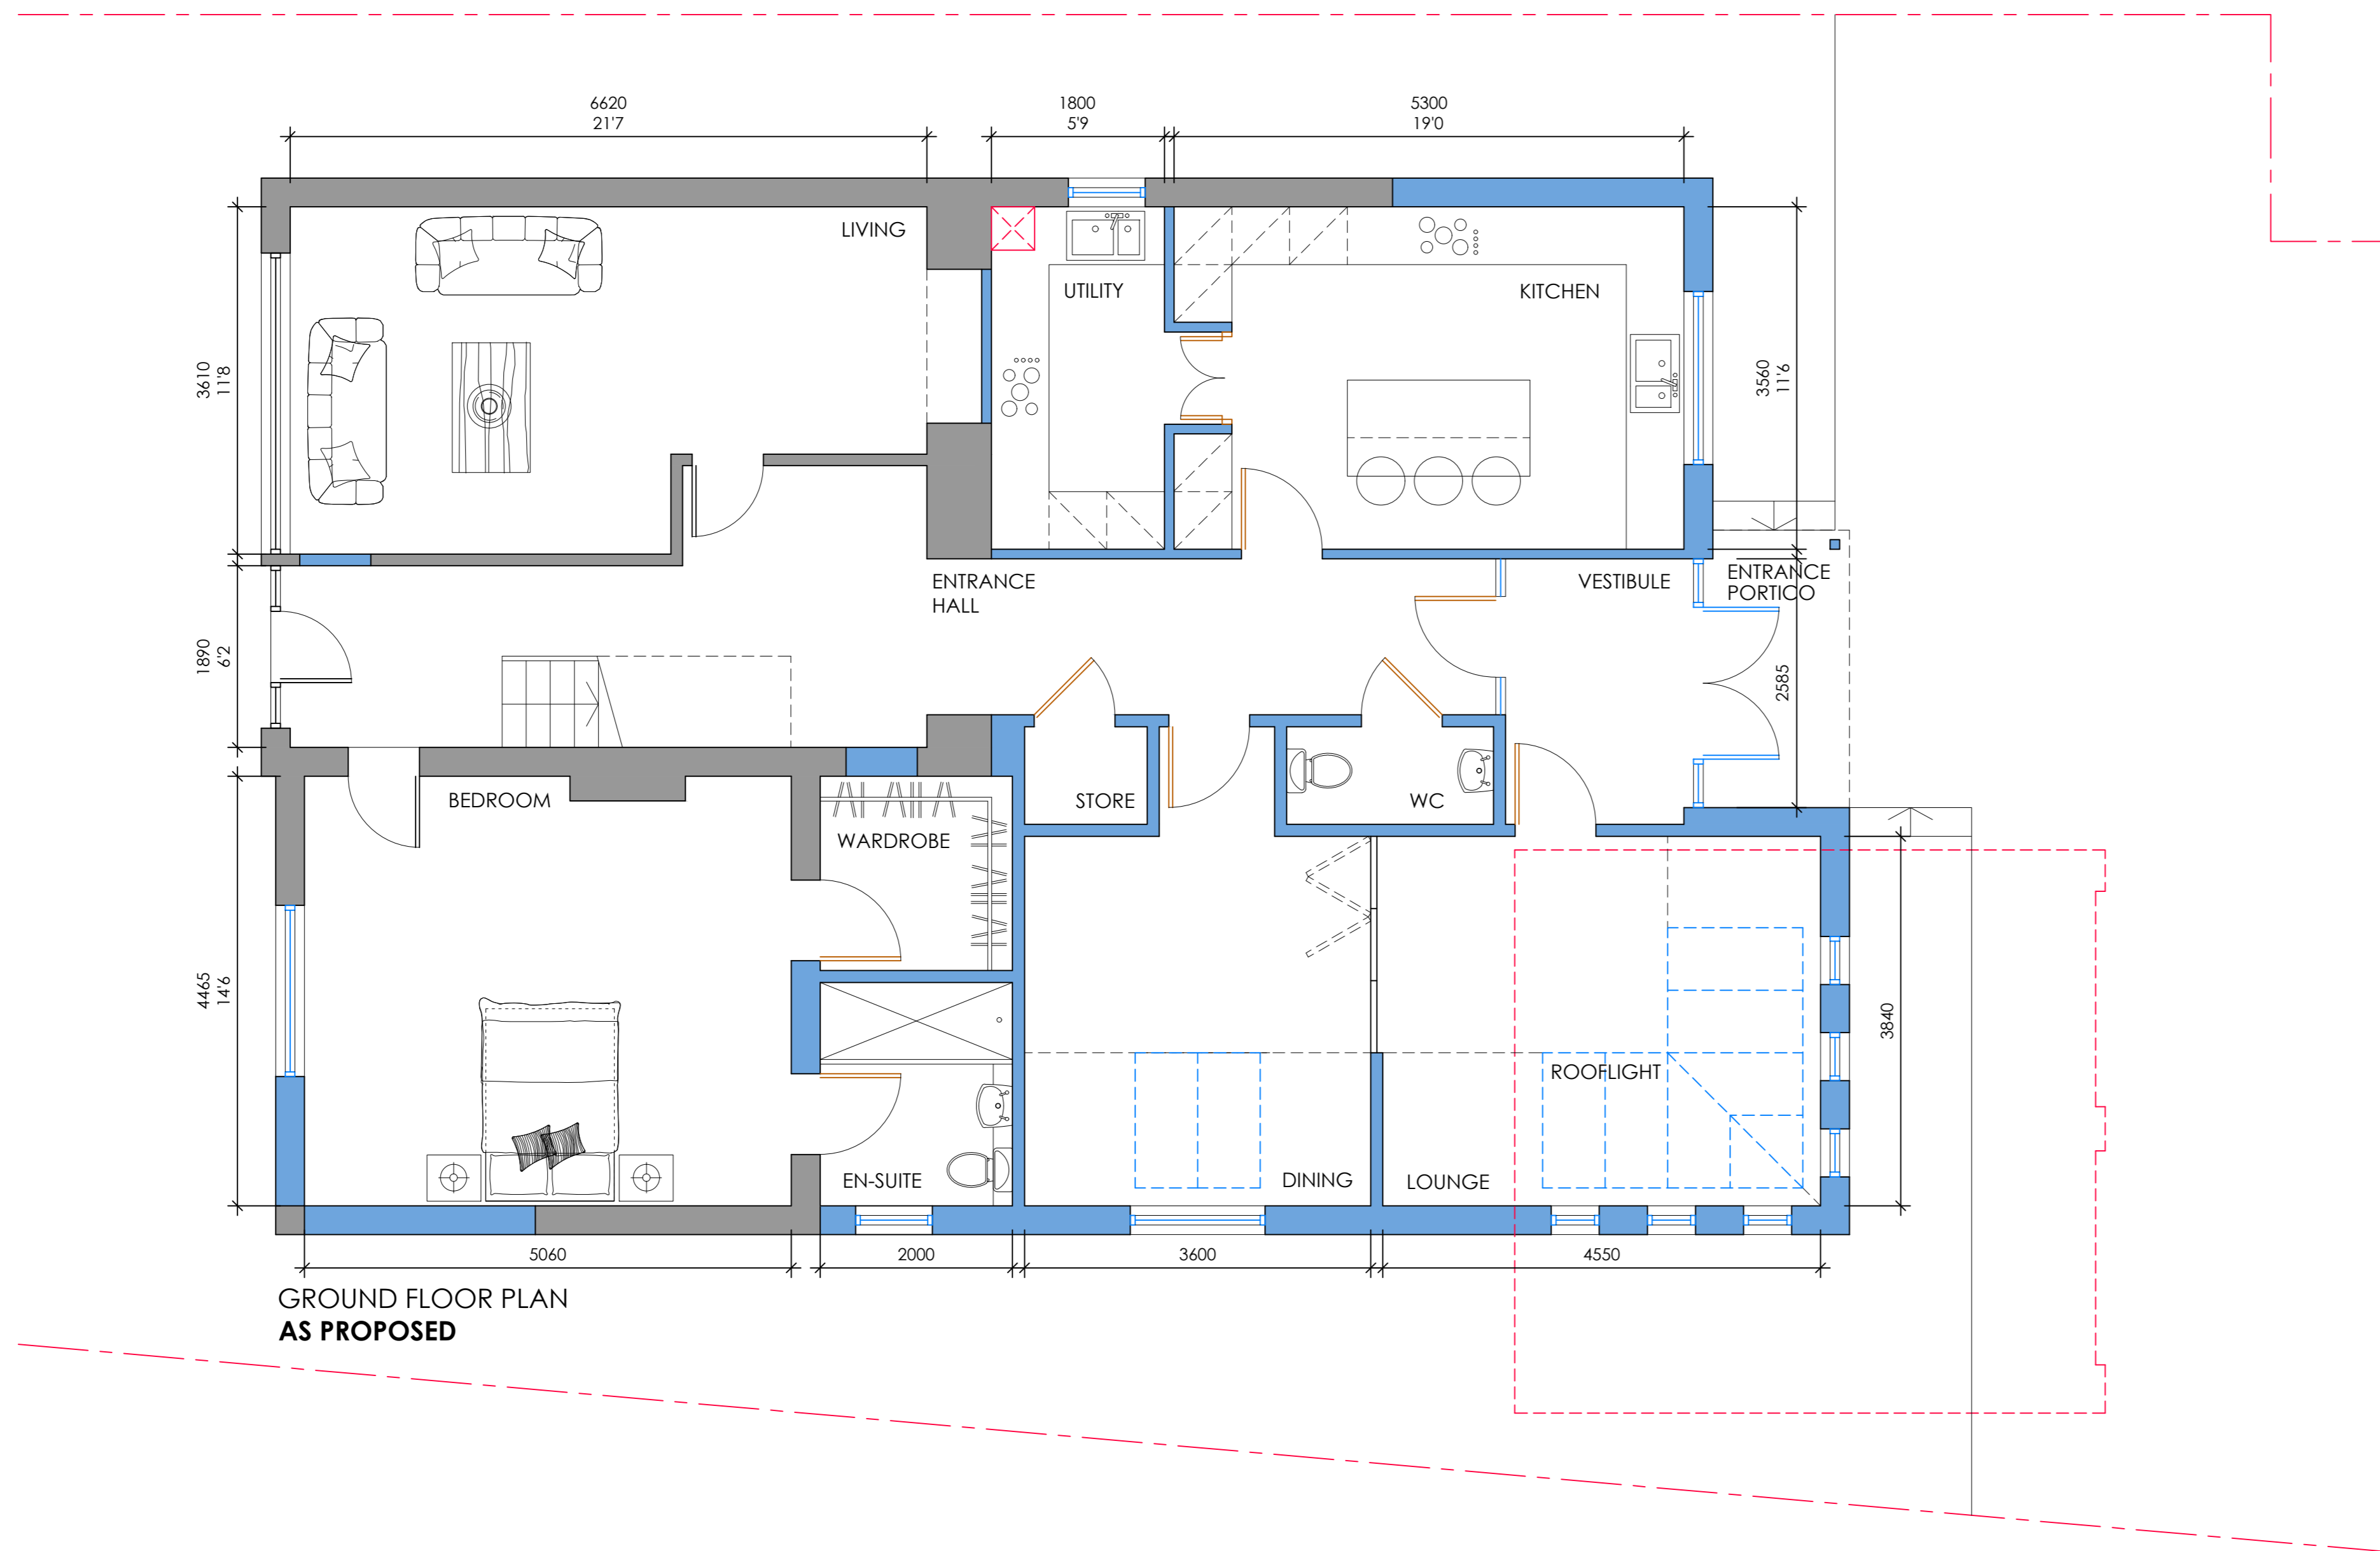 6620
21'7
1800
5'9
5300
19'0
LIVING
UTILITY
KITCHEN
3610
11'8
3560
11'6
ENTRANCE
HALL
VESTIBULE
ENTRANCE
PORTICO
1890
6'2
2585
BEDROOM
STORE
WC
WARDROBE
4465
14'6
3840
ROOFLIGHT
EN-SUITE
DINING
LOUNGE
5060
2000
3600
4550
GROUND FLOOR PLAN
AS PROPOSED